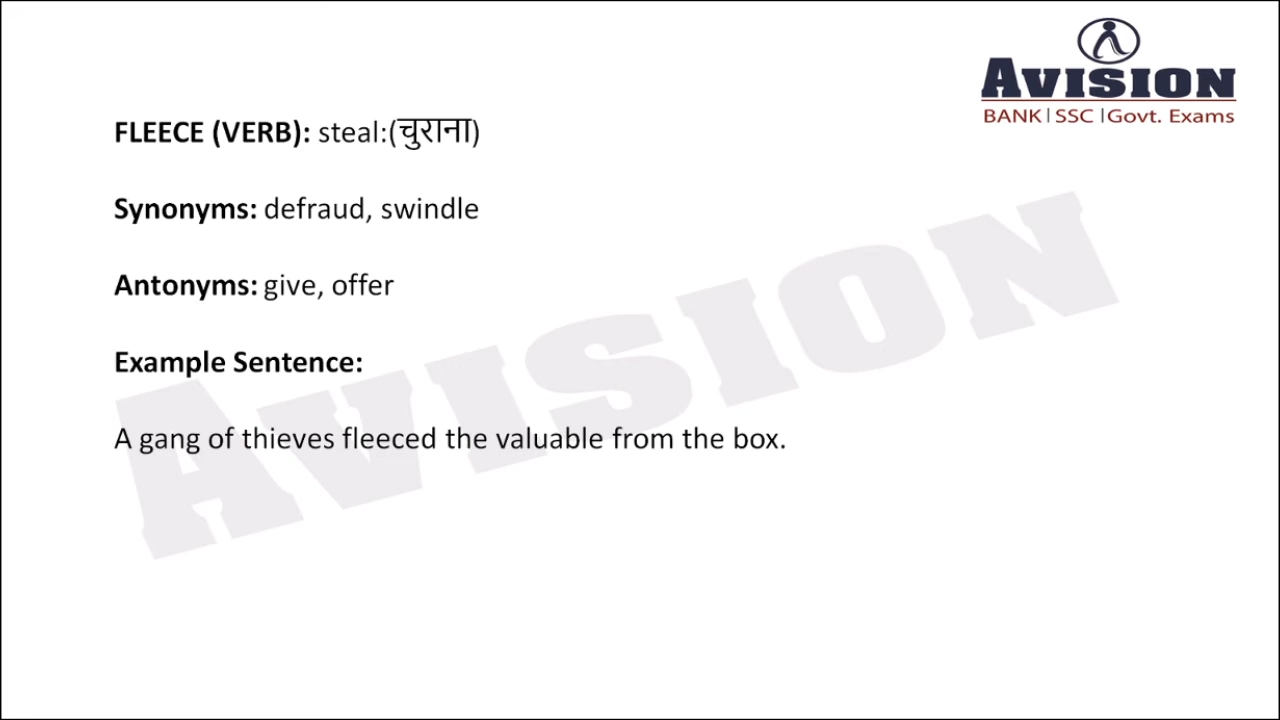 AVISION
BANK | SSC | Govt. Exams
FLEECE (VERB): steal:(चुराना)
Synonyms: defraud, swindle
Antonyms: give, offer
Example Sentence:
A gang of thieves fleeced the valuable from the box.
AVISION